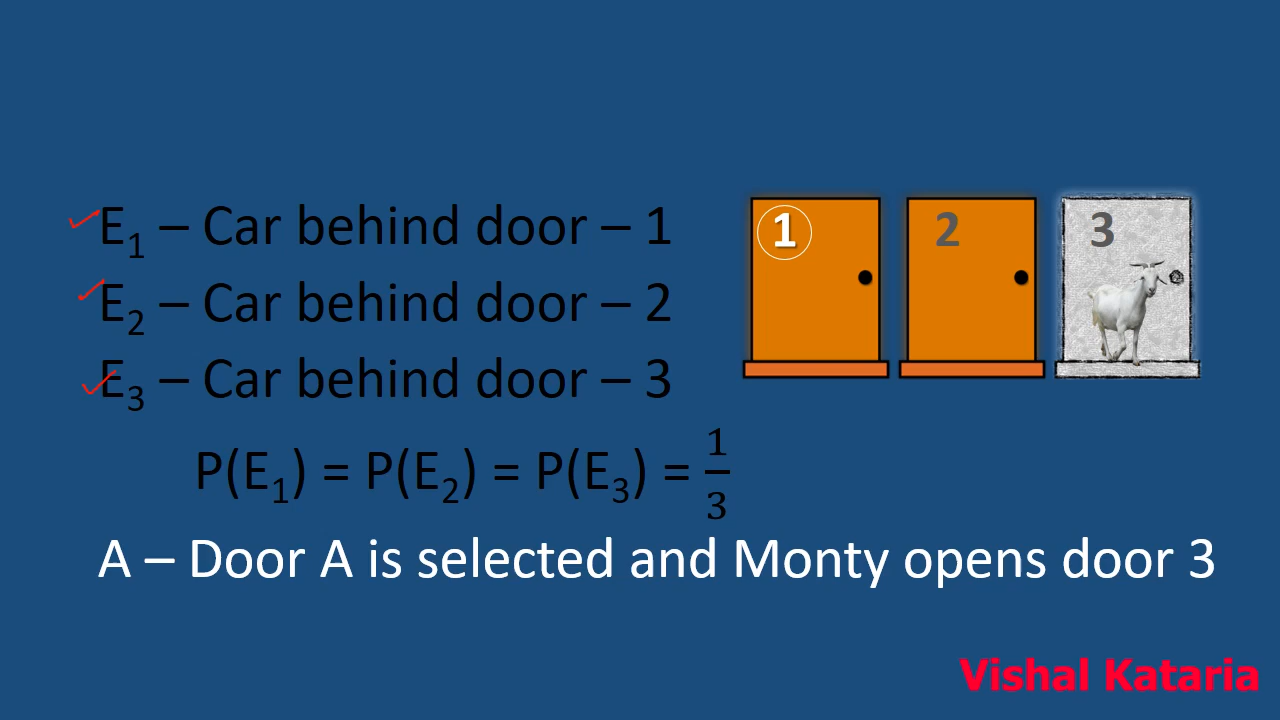 E₁ – Car behind door – 1
E₂ – Car behind door – 2
E₃ – Car behind door – 3
1 2 3
P(E₁) = P(E₂) = P(E₃) = 1/3
A – Door A is selected and Monty opens door 3
Vishal Kataria